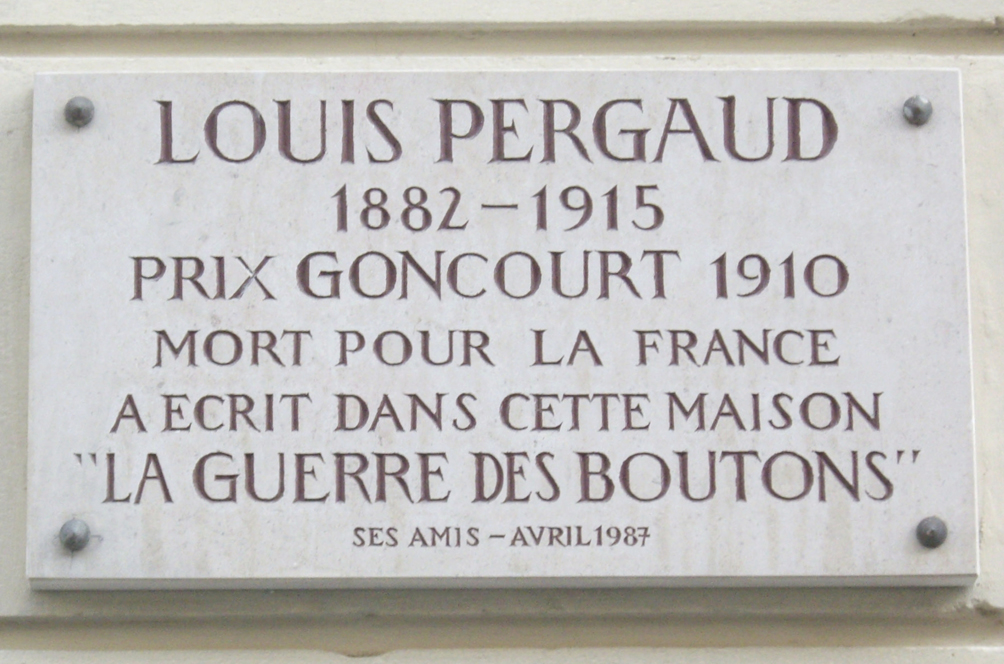 LOUIS PERGAUD
1882 - 1915
PRIX GONCOURT 1910
MORT POUR LA FRANCE
A ECRIT DANS CETTE MAISON
"LA GUERRE DES BOUTONS"
SES AMIS - AVRIL 1987